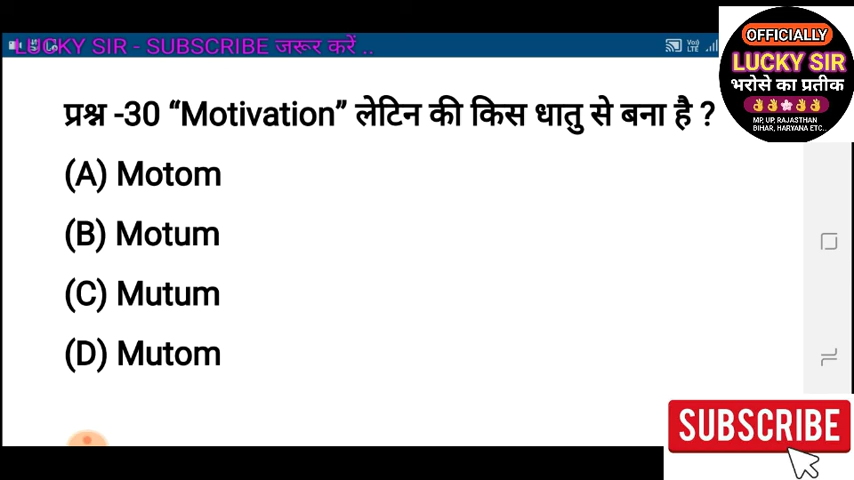 LUCKY SIR - SUBSCRIBE जरूर करें ..
OFFICIALLY
LUCKY SIR
भरोसे का प्रतीक
MP, UP, RAJASTHAN
BIHAR, HARYANA ETC..
प्रश्न -30 “Motivation” लेटिन की किस धातु से बना है ?
(A) Motom
(B) Motum
(C) Mutum
(D) Mutom
SUBSCRIBE